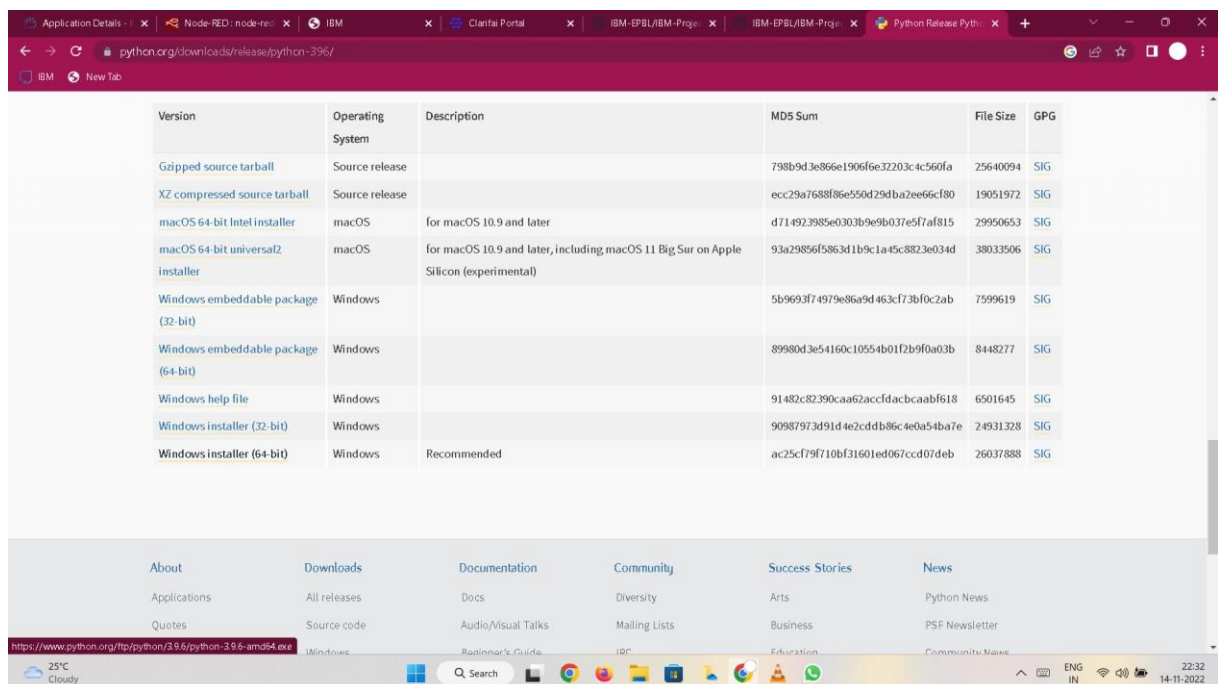 Application Details - I
Node-RED : node-red
IBM
Clarifai Portal
IBM-EPBL/IBM-Proje
IBM-EPBL/IBM-Proje
Python Release Pytho
python.org/downloads/release/python-396/
IBM
New Tab
Version Operating System Description MD5 Sum File Size GPG
Gzipped source tarball Source release 798b9d3e866e1906f6e32203c4c560fa 25640094 SIG
XZ compressed source tarball Source release ecc29a7688f86e550d29dba2ee66cf80 19051972 SIG
macOS 64-bit Intel installer macOS for macOS 10.9 and later d714923985e0303b9e9b037e5f7af815 29950653 SIG
macOS 64-bit universal2 macOS for macOS 10.9 and later, including macOS 11 Big Sur on Apple 93a29856f5863d1b9c1a45c8823e034d 38033506 SIG
installer Silicon (experimental)
Windows embeddable package Windows 5b9693f74979e86a9d463cf73bf0c2ab 7599619 SIG
(32-bit)
Windows embeddable package Windows 89980d3e54160c10554b01f2b9f0a03b 8448277 SIG
(64-bit)
Windows help file Windows 91482c82390caa62accfdacbcaabf618 6501645 SIG
Windows installer (32-bit) Windows 90987973d91d4e2cddb86c4e0a54ba7e 24931328 SIG
Windows installer (64-bit) Windows Recommended ac25cf79f710bf31601ed067ccd07deb 26037888 SIG
About Downloads Documentation Community Success Stories News
Applications All releases Docs Diversity Arts Python News
Quotes Source code Audio/Visual Talks Mailing Lists Business PSF Newsletter
https://www.python.org/ftp/python/3.9.6/python-3.9.6-amd64.exe Windows Beginner's Guide IRC Education Community News
25°C
Cloudy
Search
ENG
IN
22:32
14-11-2022